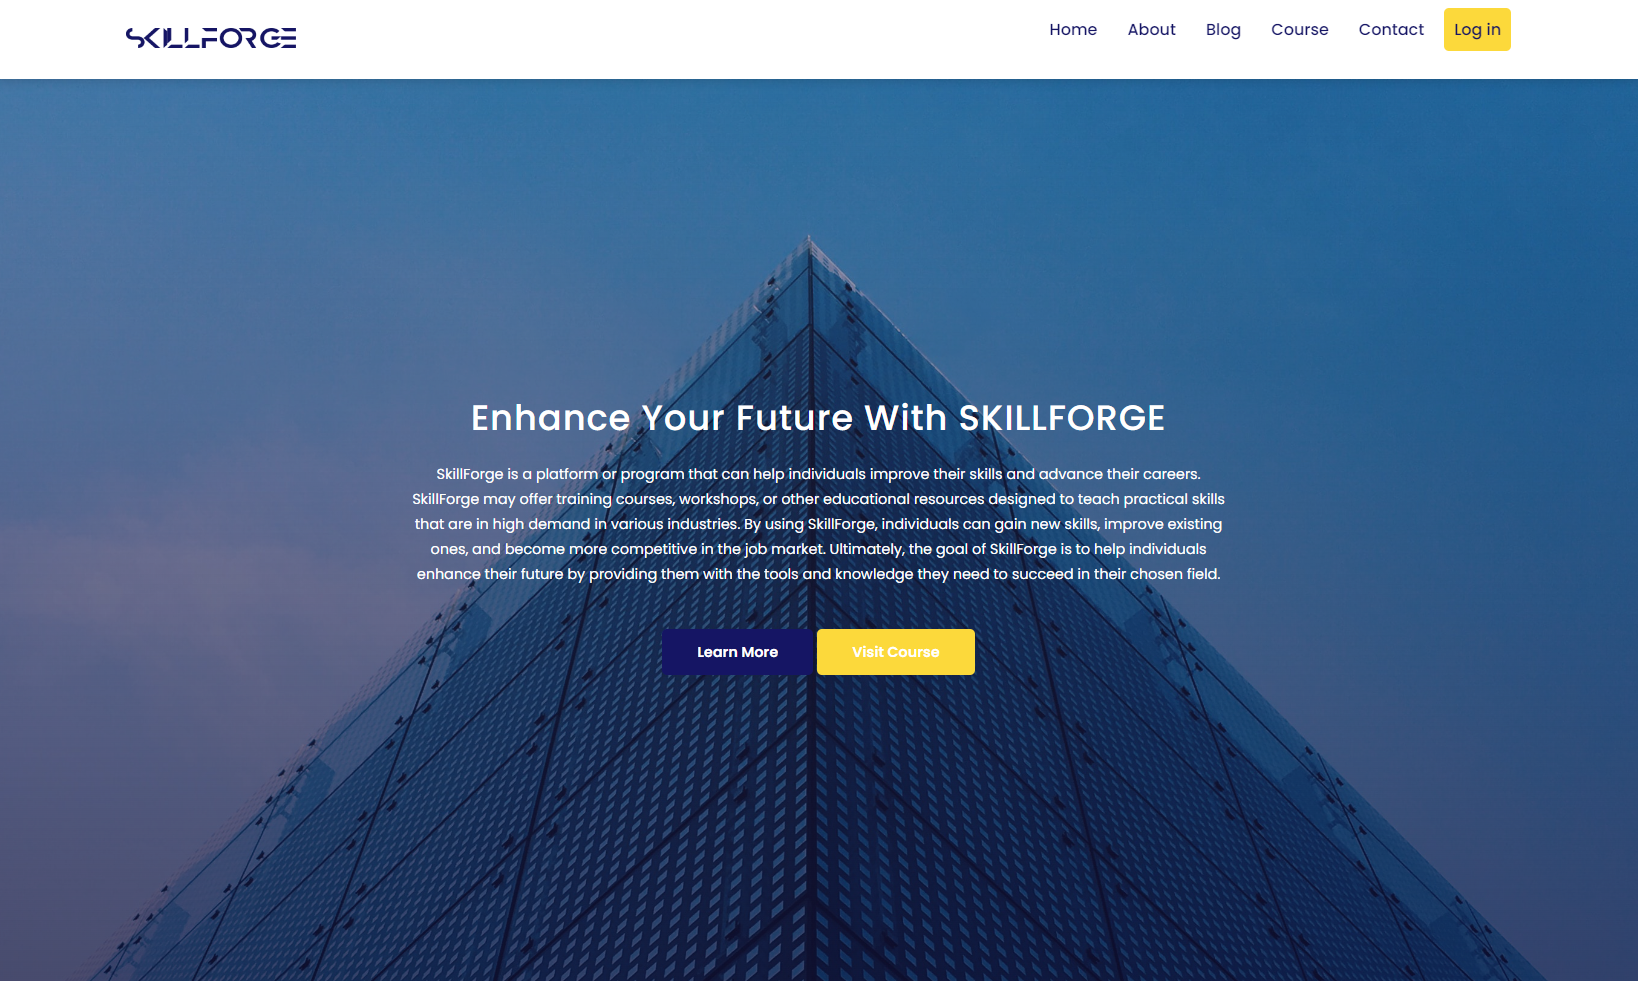 SKILLFORGE
Home About Blog Course Contact Log in
Enhance Your Future With SKILLFORGE
SkillForge is a platform or program that can help individuals improve their skills and advance their careers.
SkillForge may offer training courses, workshops, or other educational resources designed to teach practical skills
that are in high demand in various industries. By using SkillForge, individuals can gain new skills, improve existing
ones, and become more competitive in the job market. Ultimately, the goal of SkillForge is to help individuals
enhance their future by providing them with the tools and knowledge they need to succeed in their chosen field.
Learn More Visit Course